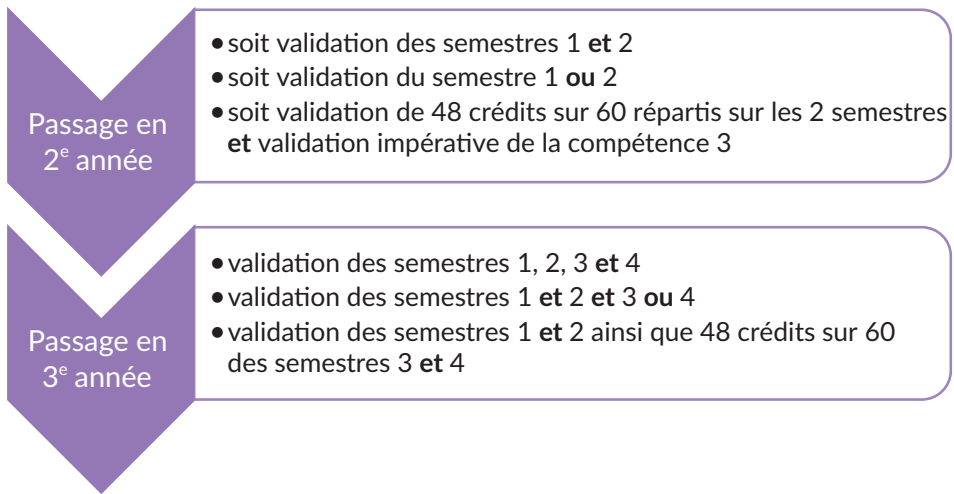 Passage en
2e année
• soit validation des semestres 1 et 2
• soit validation du semestre 1 ou 2
• soit validation de 48 crédits sur 60 répartis sur les 2 semestres
et validation impérative de la compétence 3
Passage en
3e année
• validation des semestres 1, 2, 3 et 4
• validation des semestres 1 et 2 et 3 ou 4
• validation des semestres 1 et 2 ainsi que 48 crédits sur 60
des semestres 3 et 4